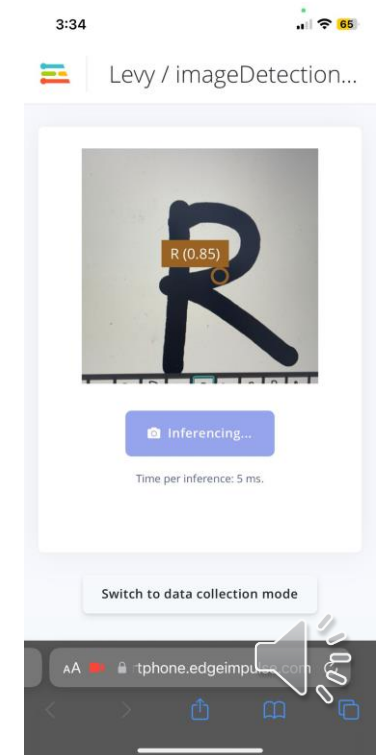 3:34
65
Levy / imageDetection...
R (0.85)
R
Inferencing...
Time per inference: 5 ms.
Switch to data collection mode
AA
tphone.edgeimpulse.com